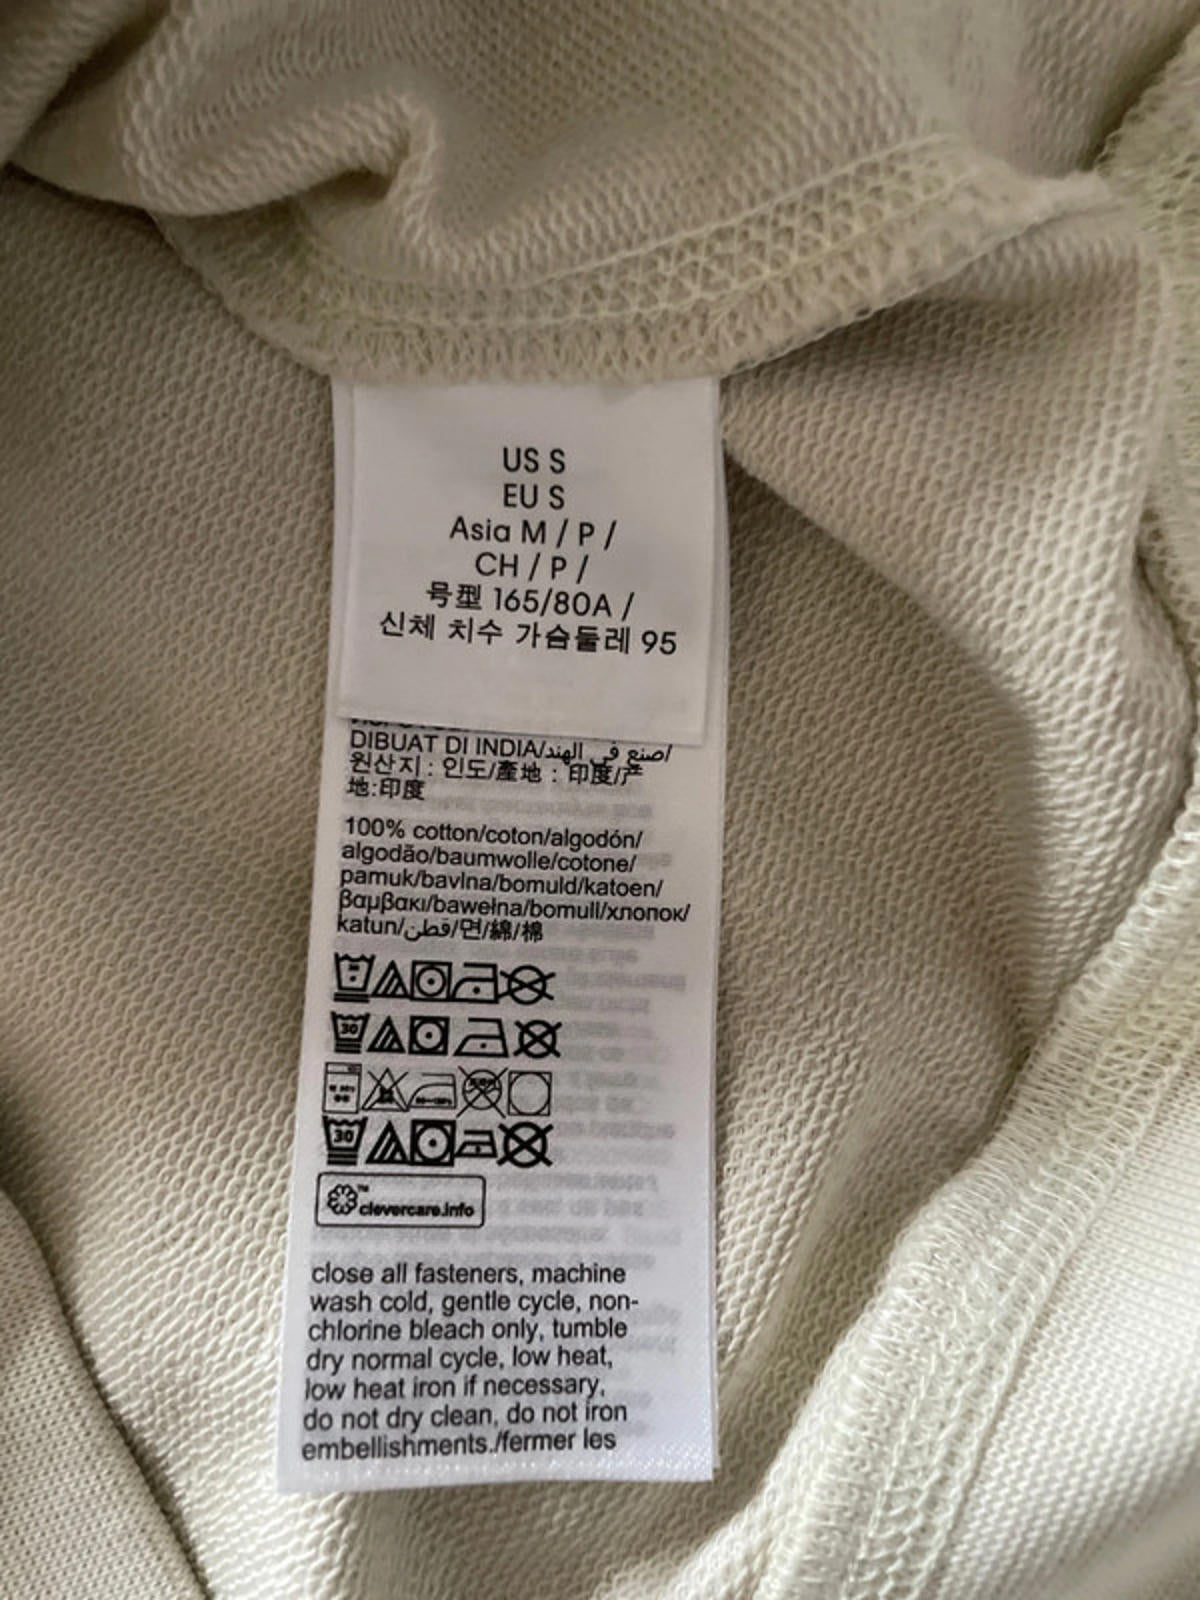 US S
EU S
Asia M / P /
CH / P /
号型 165/80A /
신체 치수 가슴둘레 95
DIBUAT DI INDIA/صنع في الهند/
원산지 : 인도/產地 : 印度/产
地:印度
100% cotton/coton/algodón/
algodão/baumwolle/cotone/
pamuk/bavlna/bomuld/katoen/
βαμβακι/bawełna/bomull/хлопок/
katun/قطن/면/綿/棉
30
30
clevercare.info
close all fasteners, machine
wash cold, gentle cycle, non-
chlorine bleach only, tumble
dry normal cycle, low heat,
low heat iron if necessary,
do not dry clean, do not iron
embellishments./fermer les